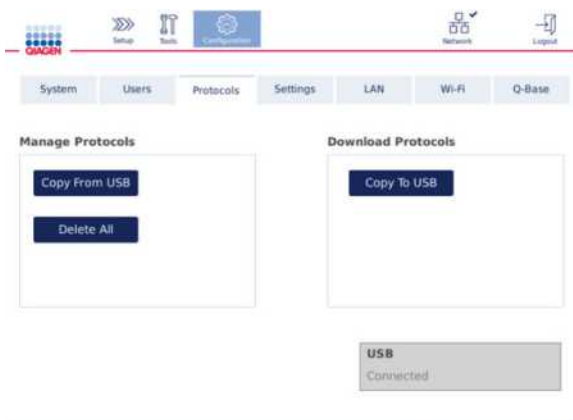 QIAGEN
Setup
Tools
Configuration
Network
Logout
System Users Protocols Settings LAN Wi-Fi Q-Base
Manage Protocols
Copy From USB
Delete All
Download Protocols
Copy To USB
USB
Connected